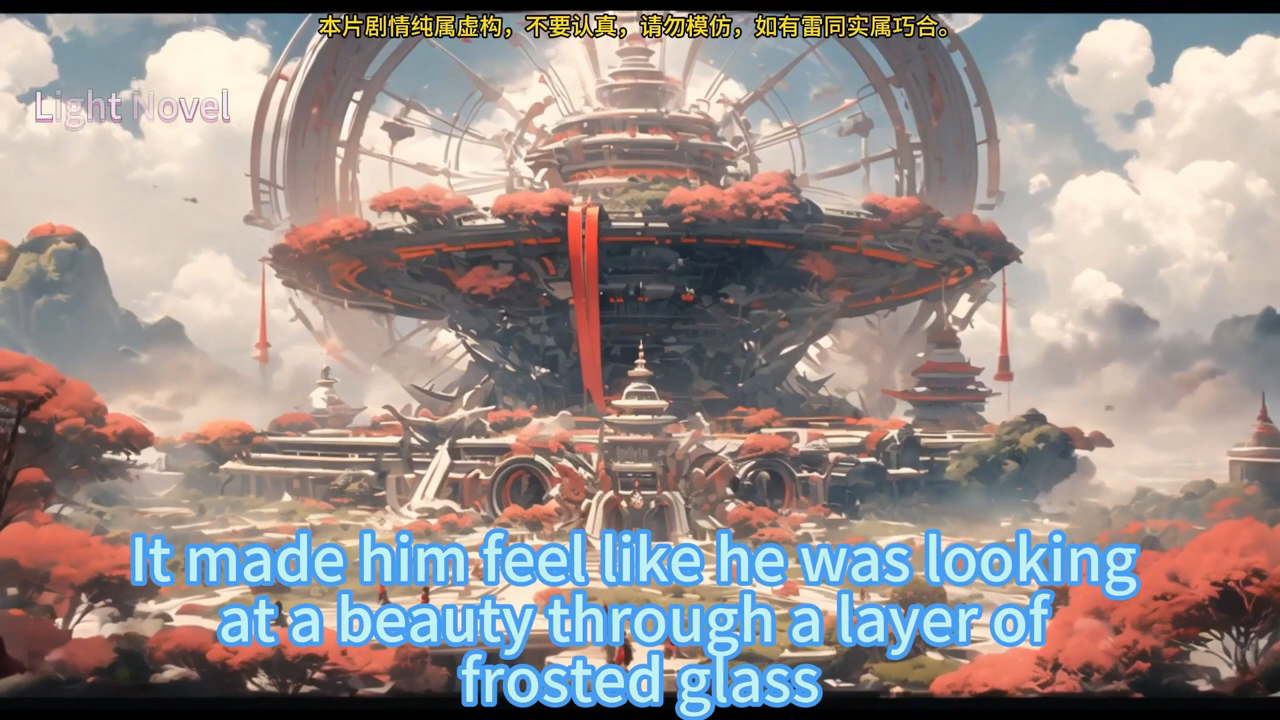 本片剧情纯属虚构，不要认真，请勿模仿，如有雷同实属巧合。
Light Novel
It made him feel like he was looking
at a beauty through a layer of
frosted glass